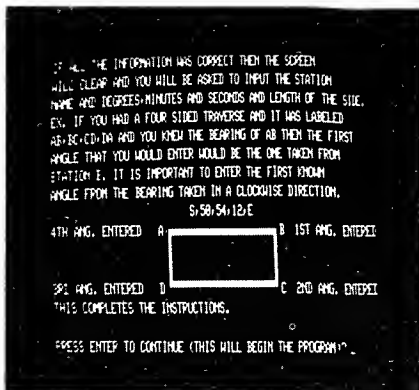 IF ALL THE INFORMATION WAS CORRECT THEN THE SCREEN
WILL CLEAR AND YOU WILL BE ASKED TO INPUT THE STATION
NAME AND DEGREES,MINUTES AND SECONDS AND LENGTH OF THE SIDE.
EX. IF YOU HAD A FOUR SIDED TRAVERSE AND IT WAS LABELED
AB,BC,CD,DA AND YOU KNEW THE BEARING OF AB THEN THE FIRST
ANGLE THAT YOU WOULD ENTER WOULD BE THE ONE TAKEN FROM
STATION B. IT IS IMPORTANT TO ENTER THE FIRST KNOWN
ANGLE FROM THE BEARING TAKEN IN A CLOCKWISE DIRECTION.
S,50,54,12,E
4TH ANG. ENTERED A B 1ST ANG. ENTERED
3RD ANG. ENTERED D C 2ND ANG. ENTERED
THIS COMPLETES THE INSTRUCTIONS.
PRESS ENTER TO CONTINUE (THIS WILL BEGIN THE PROGRAM)?